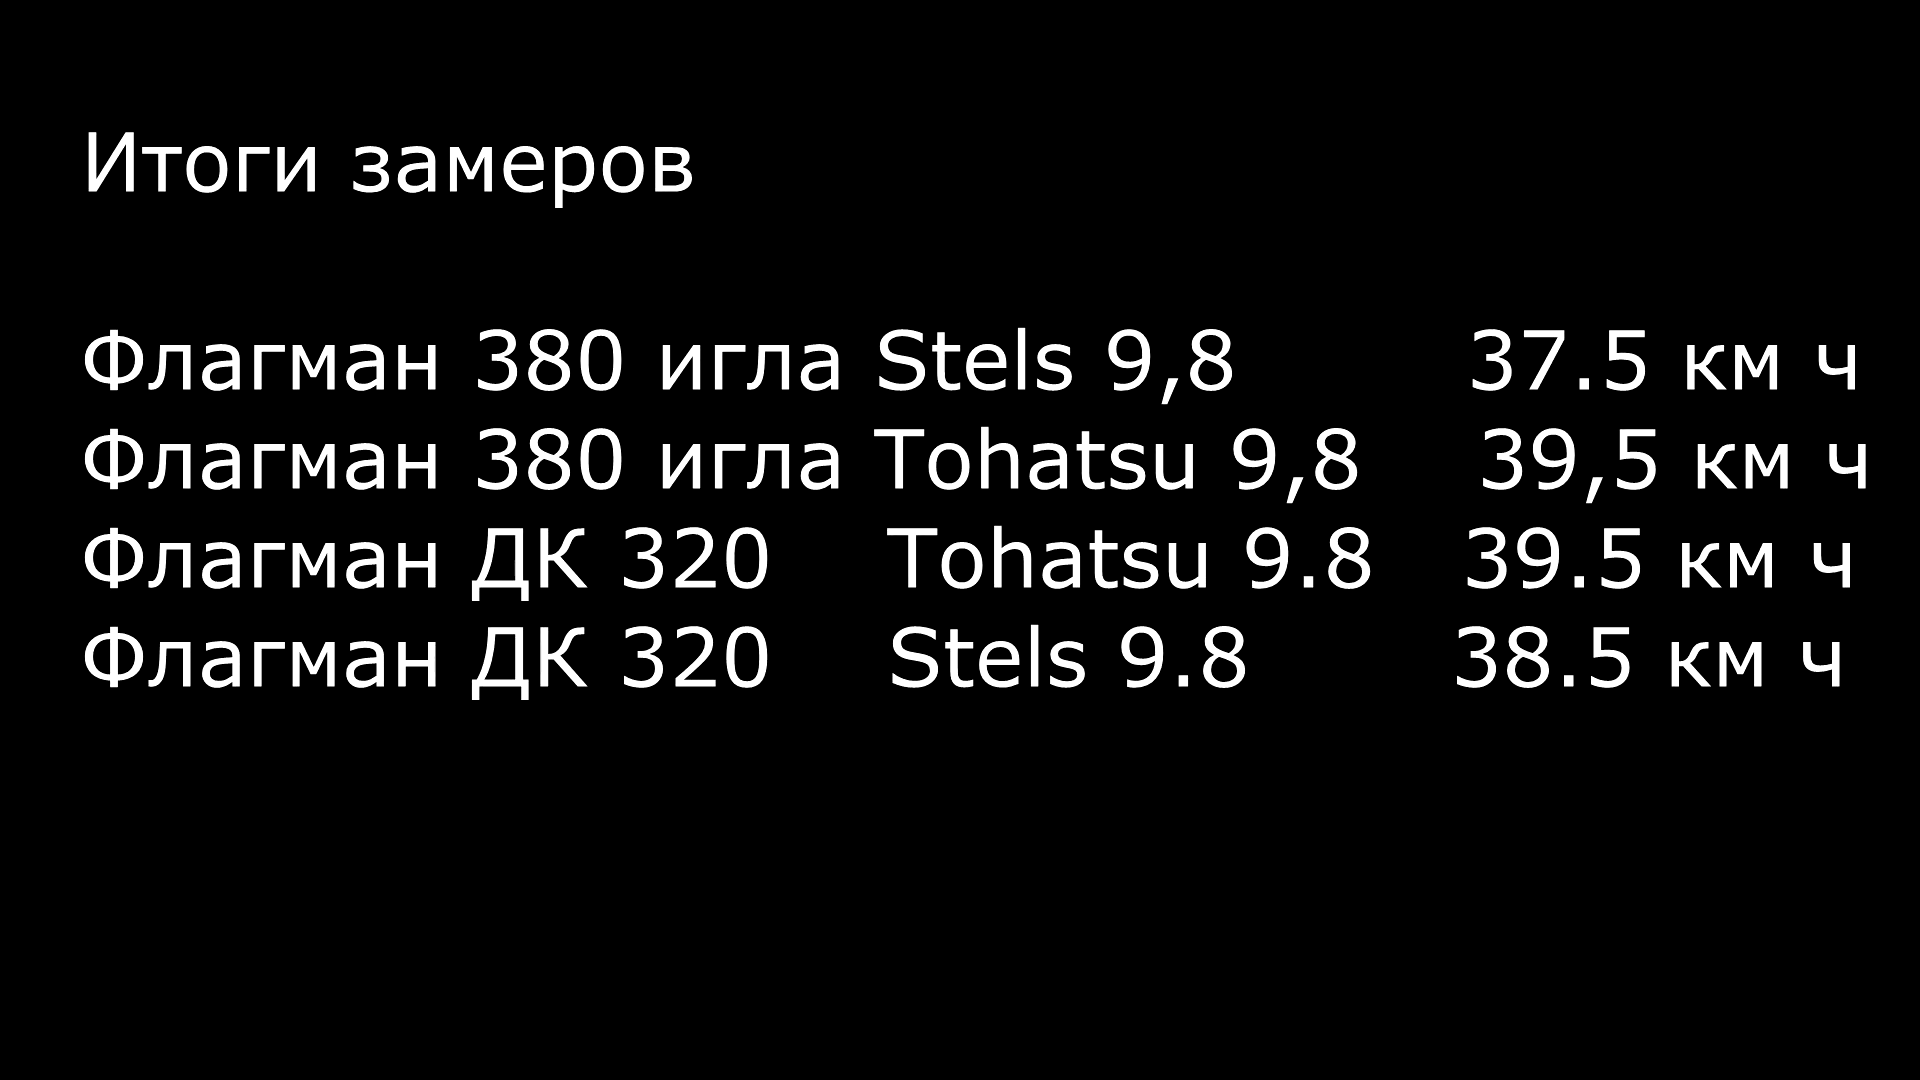 Итоги замеров
Флагман 380 игла Stels 9,8 37.5 км ч
Флагман 380 игла Tohatsu 9,8 39,5 км ч
Флагман ДК 320 Tohatsu 9.8 39.5 км ч
Флагман ДК 320 Stels 9.8 38.5 км ч